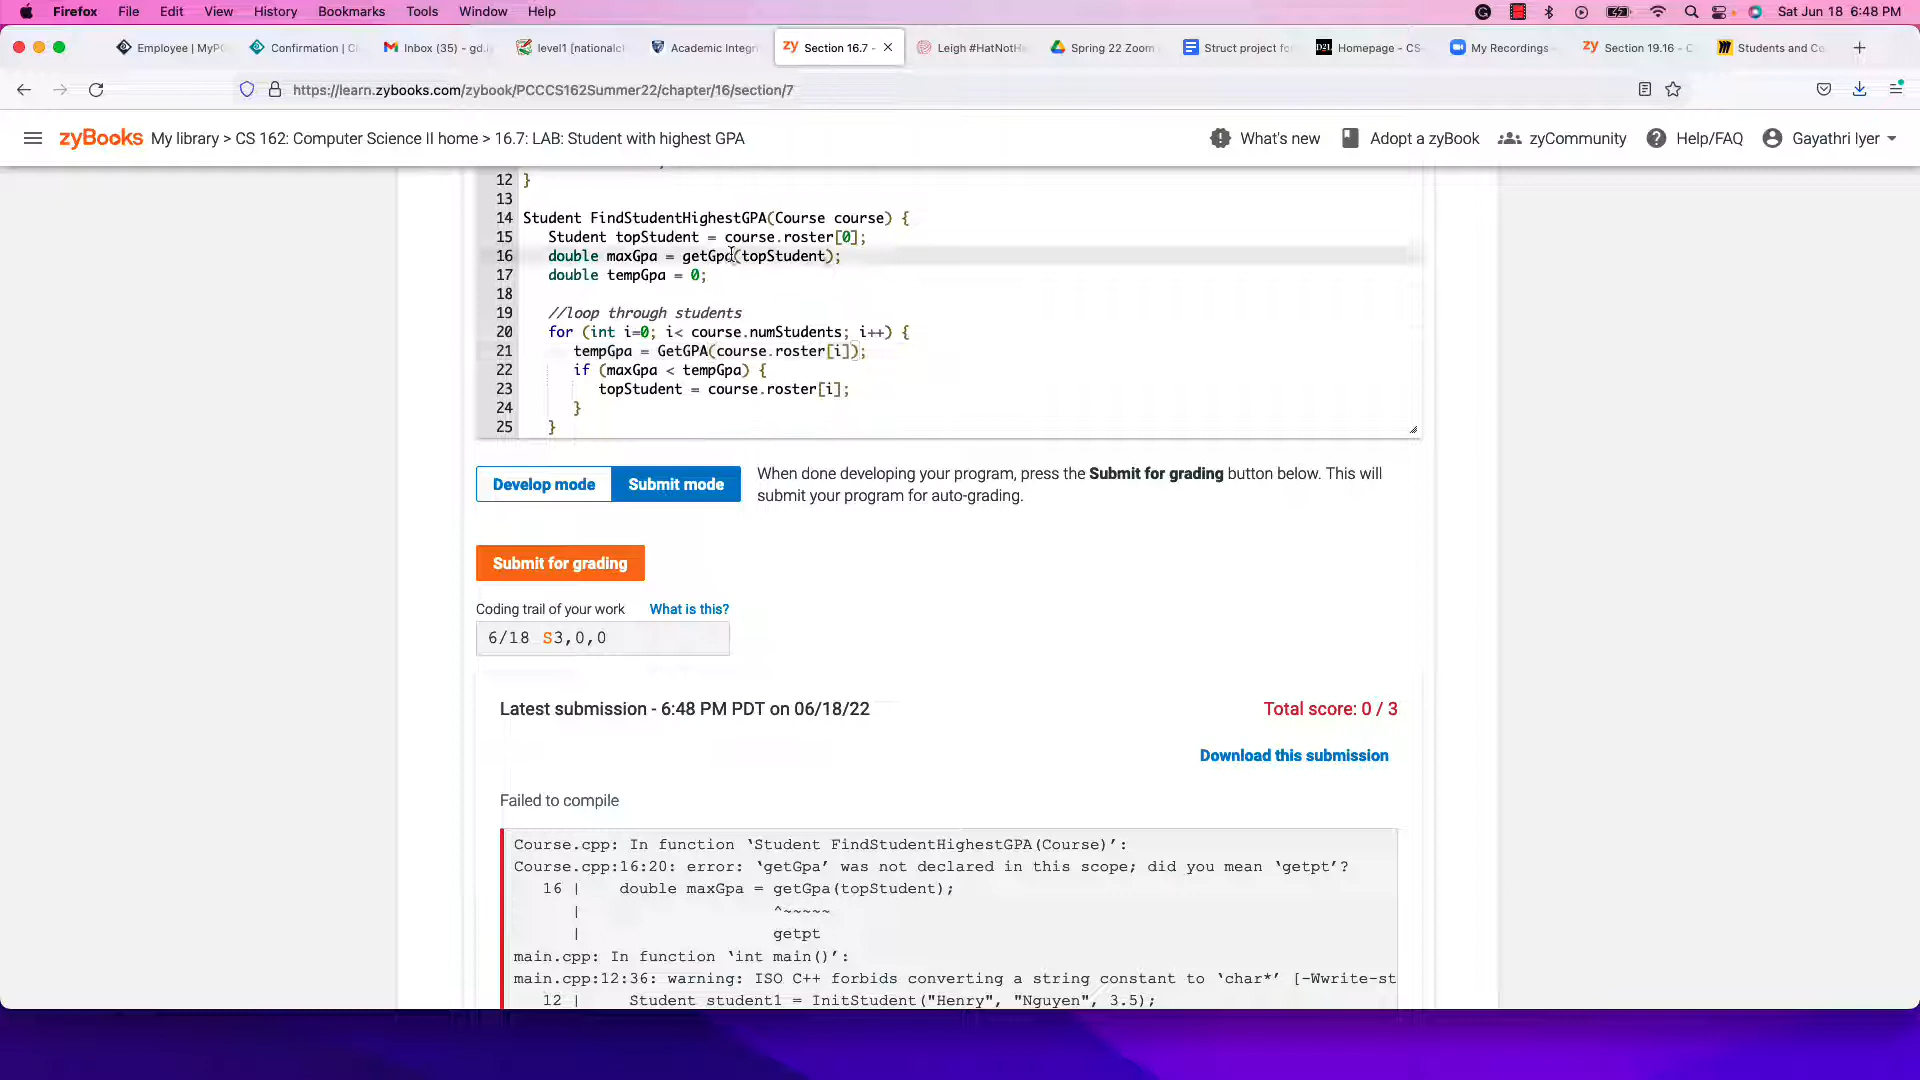 Firefox File Edit View History Bookmarks Tools Window Help Sat Jun 18 6:48 PM
Employee | MyPC Confirmation | Cl Inbox (35) - gd.iy level1 [nationalcl Academic Integri zy Section 16.7 - Leigh #HatNotHi Spring 22 Zoom Struct project for D2L Homepage - CS My Recordings zy Section 19.16 - C Students and Co
https://learn.zybooks.com/zybook/PCCCS162Summer22/chapter/16/section/7
zyBooks My library > CS 162: Computer Science II home > 16.7: LAB: Student with highest GPA What's new Adopt a zyBook zyCommunity Help/FAQ Gayathri Iyer
12 }
13
14 Student FindStudentHighestGPA(Course course) {
15 Student topStudent = course.roster[0];
16 double maxGpa = getGpa(topStudent);
17 double tempGpa = 0;
18
19 //loop through students
20 for (int i=0; i< course.numStudents; i++) {
21 tempGpa = GetGPA(course.roster[i]);
22 if (maxGpa < tempGpa) {
23 topStudent = course.roster[i];
24 }
25 }
Develop mode Submit mode When done developing your program, press the Submit for grading button below. This will
submit your program for auto-grading.
Submit for grading
Coding trail of your work What is this?
6/18 S3,0,0
Latest submission - 6:48 PM PDT on 06/18/22 Total score: 0 / 3
Download this submission
Failed to compile
Course.cpp: In function ‘Student FindStudentHighestGPA(Course)’:
Course.cpp:16:20: error: ‘getGpa’ was not declared in this scope; did you mean ‘getpt’?
16 | double maxGpa = getGpa(topStudent);
| ^~~~~~
| getpt
main.cpp: In function ‘int main()’:
main.cpp:12:36: warning: ISO C++ forbids converting a string constant to ‘char*’ [-Wwrite-st
12 | Student student1 = InitStudent("Henry", "Nguyen", 3.5);